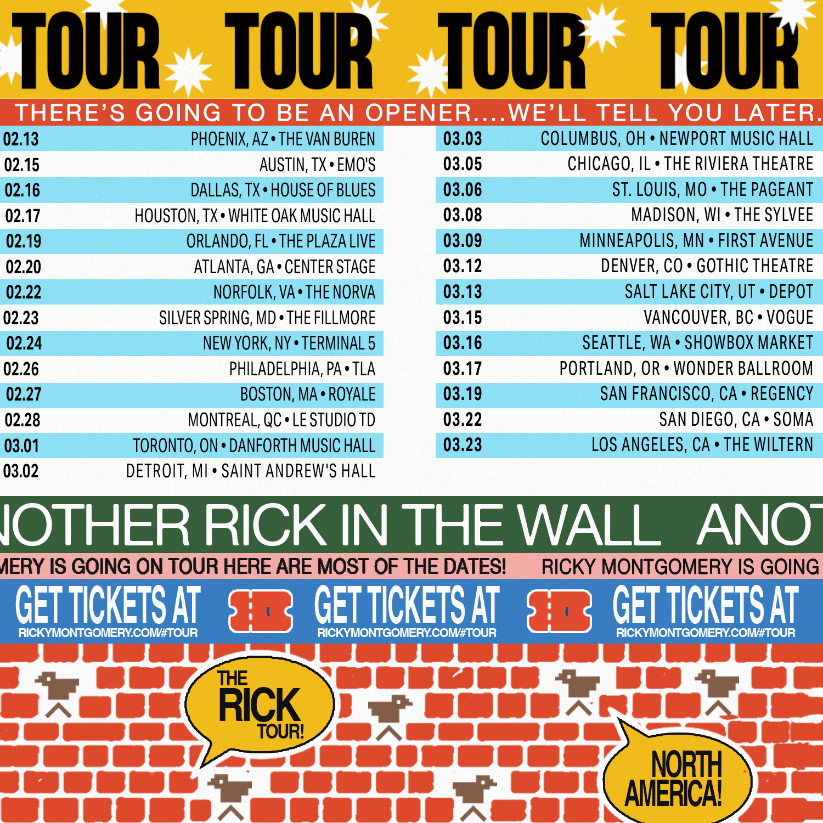 TOUR TOUR TOUR TOUR
THERE'S GOING TO BE AN OPENER....WE'LL TELL YOU LATER.
02.13 PHOENIX, AZ • THE VAN BUREN
02.15 AUSTIN, TX • EMO'S
02.16 DALLAS, TX • HOUSE OF BLUES
02.17 HOUSTON, TX • WHITE OAK MUSIC HALL
02.19 ORLANDO, FL • THE PLAZA LIVE
02.20 ATLANTA, GA • CENTER STAGE
02.22 NORFOLK, VA • THE NORVA
02.23 SILVER SPRING, MD • THE FILLMORE
02.24 NEW YORK, NY • TERMINAL 5
02.26 PHILADELPHIA, PA • TLA
02.27 BOSTON, MA • ROYALE
02.28 MONTREAL, QC • LE STUDIO TD
03.01 TORONTO, ON • DANFORTH MUSIC HALL
03.02 DETROIT, MI • SAINT ANDREW'S HALL
03.03 COLUMBUS, OH • NEWPORT MUSIC HALL
03.05 CHICAGO, IL • THE RIVIERA THEATRE
03.06 ST. LOUIS, MO • THE PAGEANT
03.08 MADISON, WI • THE SYLVEE
03.09 MINNEAPOLIS, MN • FIRST AVENUE
03.12 DENVER, CO • GOTHIC THEATRE
03.13 SALT LAKE CITY, UT • DEPOT
03.15 VANCOUVER, BC • VOGUE
03.16 SEATTLE, WA • SHOWBOX MARKET
03.17 PORTLAND, OR • WONDER BALLROOM
03.19 SAN FRANCISCO, CA • REGENCY
03.22 SAN DIEGO, CA • SOMA
03.23 LOS ANGELES, CA • THE WILTERN
NOTHER RICK IN THE WALL ANOT
MERY IS GOING ON TOUR HERE ARE MOST OF THE DATES! RICKY MONTGOMERY IS GOING
GET TICKETS AT GET TICKETS AT GET TICKETS AT
RICKYMONTGOMERY.COM/#TOUR RICKYMONTGOMERY.COM/#TOUR RICKYMONTGOMERY.COM/#TOUR
THE
RICK
TOUR!
NORTH
AMERICA!